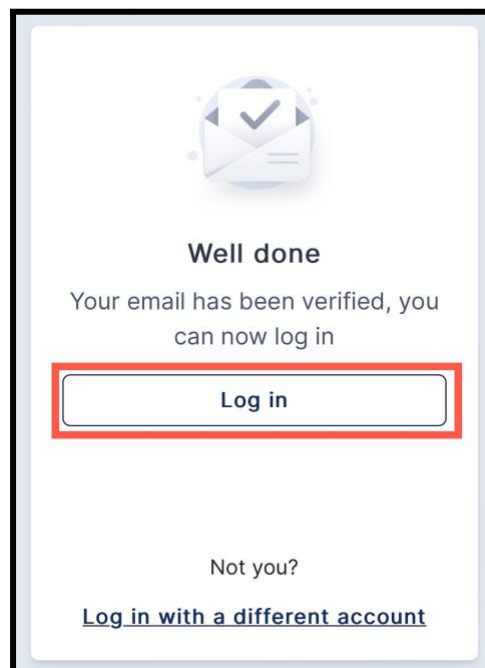 Well done
Your email has been verified, you
can now log in
Log in
Not you?
Log in with a different account